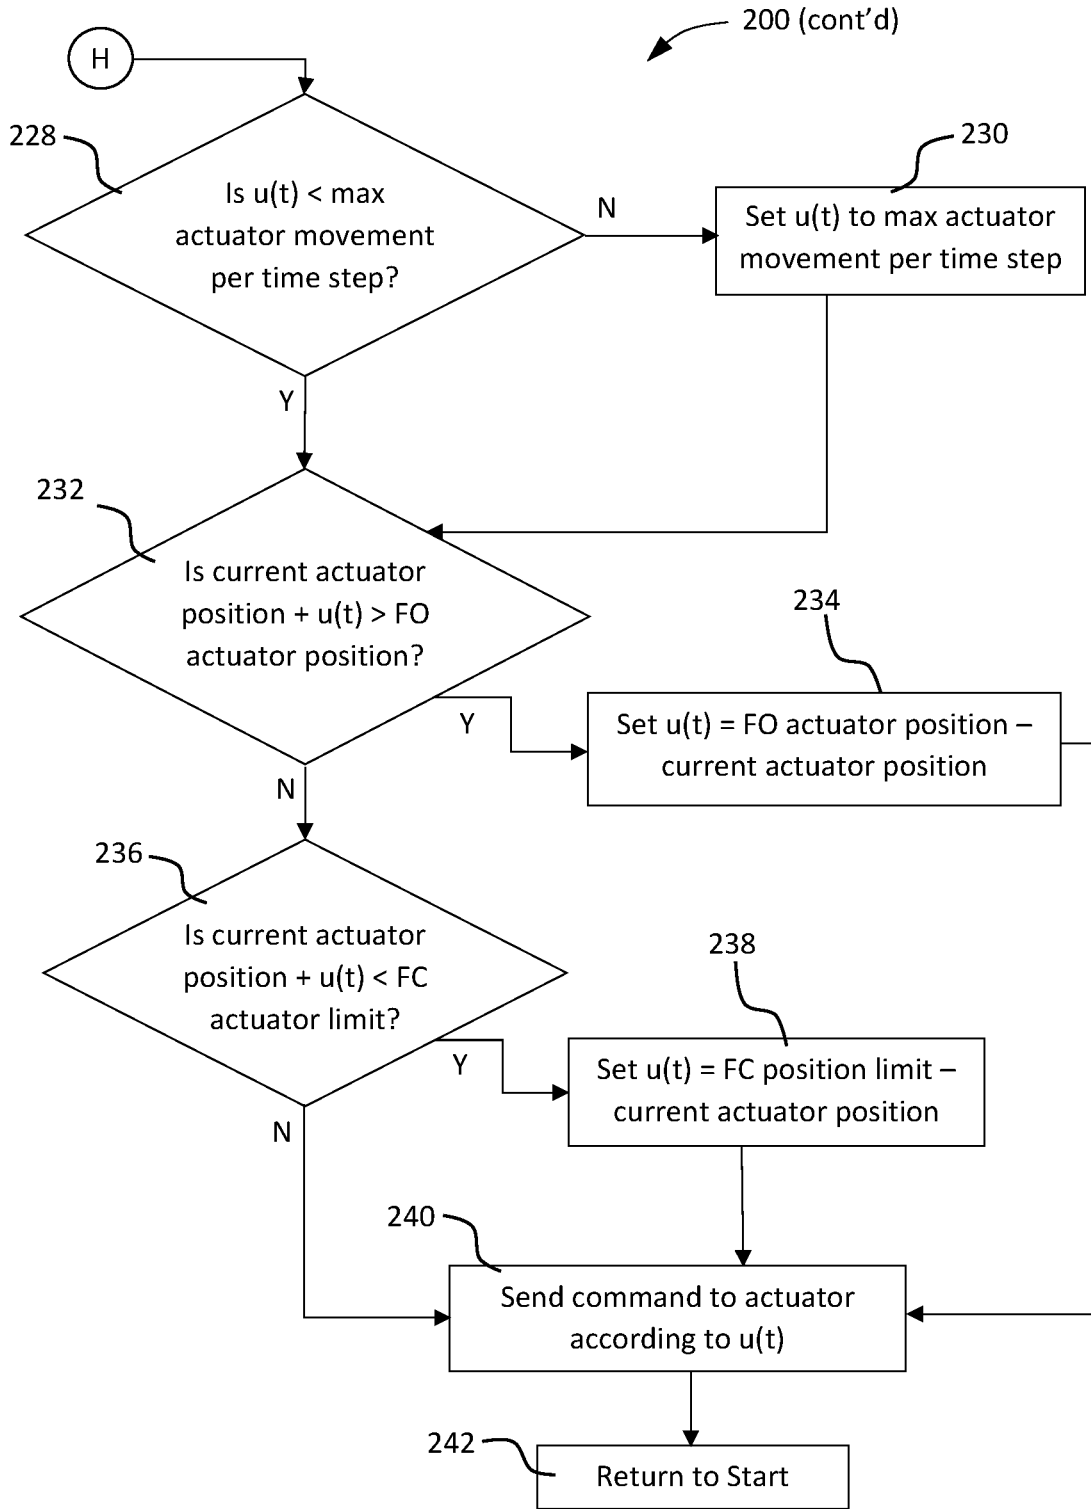 200 (cont’d)
H
228
Is u(t) < max
actuator movement
per time step?
N
230
Set u(t) to max actuator
movement per time step
Y
232
Is current actuator
position + u(t) > FO
actuator position?
Y
234
Set u(t) = FO actuator position –
current actuator position
N
236
Is current actuator
position + u(t) < FC
actuator limit?
Y
238
Set u(t) = FC position limit –
current actuator position
N
240
Send command to actuator
according to u(t)
242
Return to Start